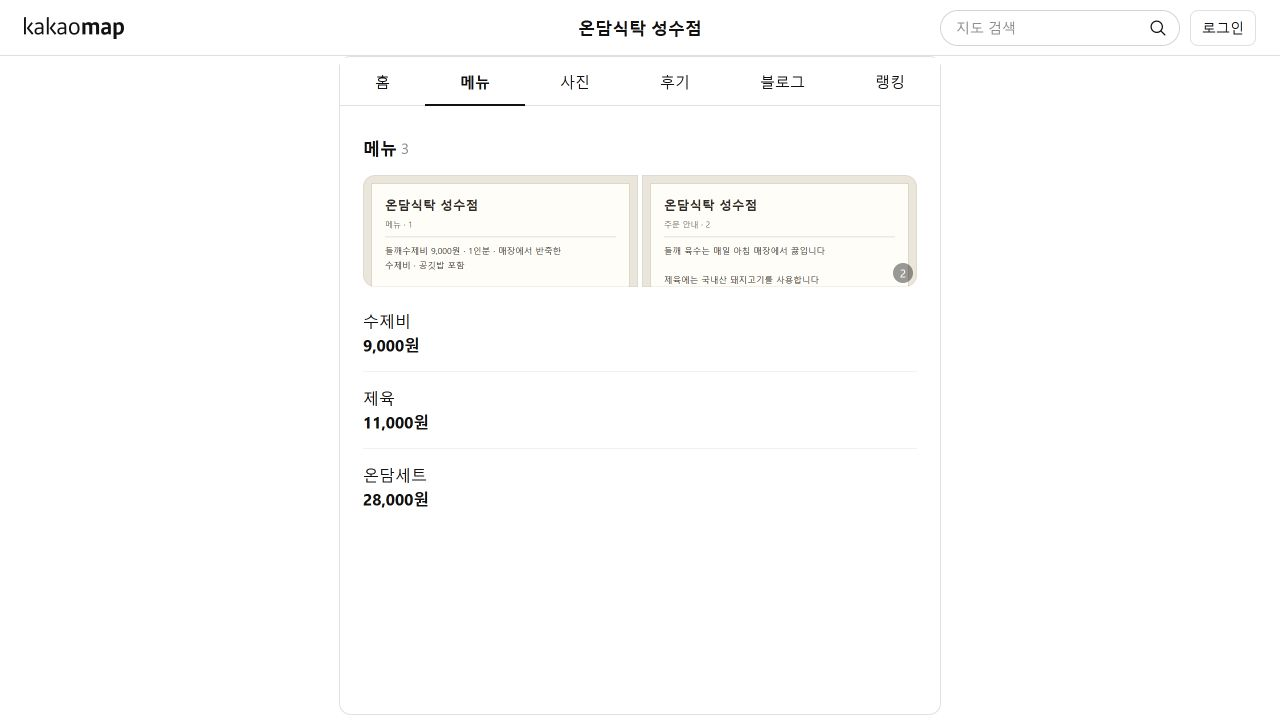 kakaomap
온담식탁 성수점
지도 검색
로그인
홈
메뉴
사진
후기
블로그
랭킹
메뉴 3
온담식탁 성수점
메뉴 · 1
들깨수제비 9,000원 · 1인분 · 매장에서 반죽한
수제비 · 공깃밥 포함
온담식탁 성수점
주문 안내 · 2
들깨 육수는 매일 아침 매장에서 끓입니다
제육에는 국내산 돼지고기를 사용합니다
2
수제비
9,000원
제육
11,000원
온담세트
28,000원